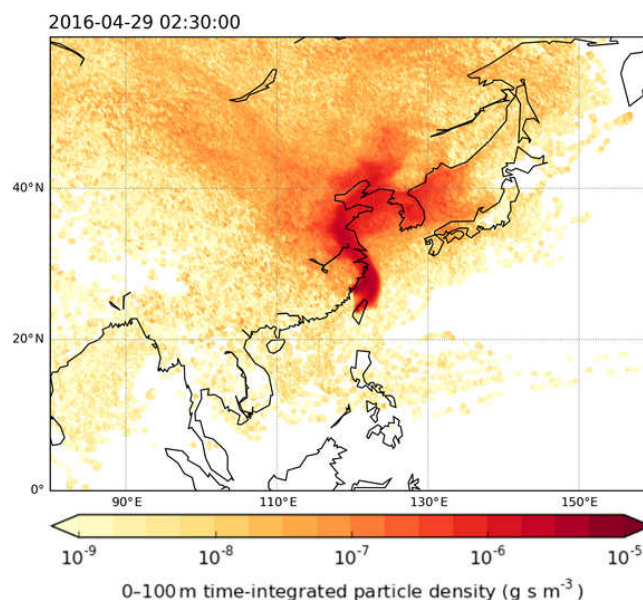 2016-04-29 02:30:00
40°N
20°N
0°
90°E 110°E 130°E 150°E
10⁻⁹ 10⁻⁸ 10⁻⁷ 10⁻⁶ 10⁻⁵
0–100m time-integrated particle density (g s m⁻³)